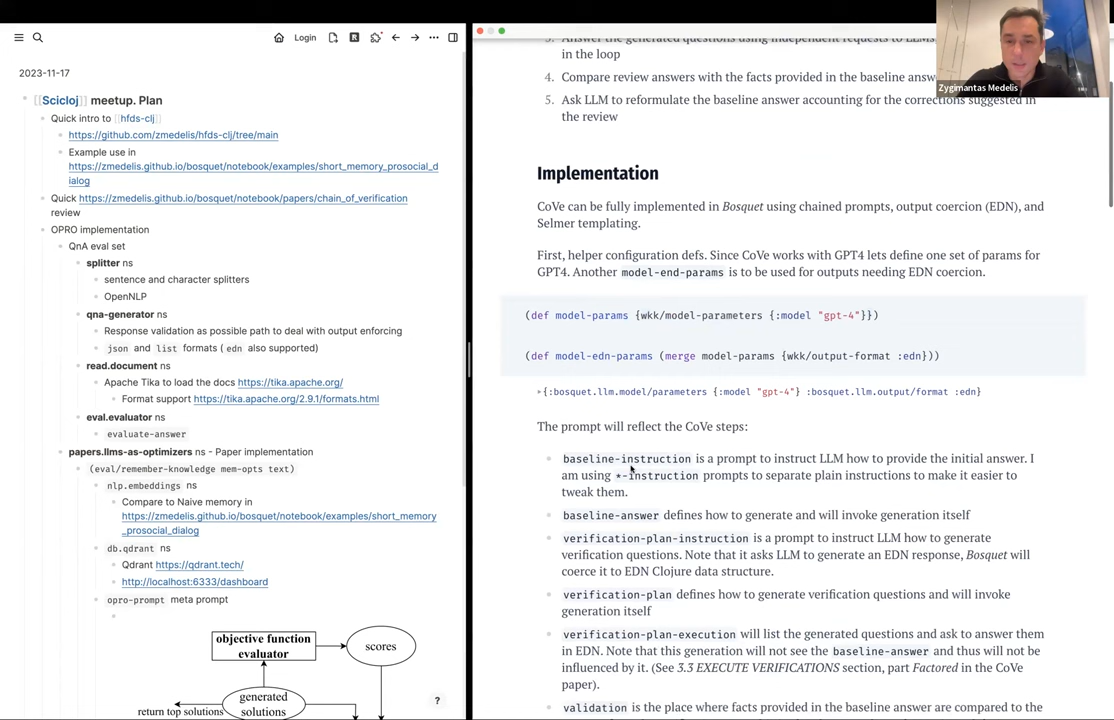 Login
2023-11-17
[[Scicloj]] meetup. Plan
Quick intro to [[hfds-clj]]
https://github.com/zmedelis/hfds-clj/tree/main
Example use in
https://zmedelis.github.io/bosquet/notebook/examples/short_memory_prosocial_d
ialog
Quick https://zmedelis.github.io/bosquet/notebook/papers/chain_of_verification
review
OPRO implementation
QnA eval set
splitter ns
sentence and character splitters
OpenNLP
qna-generator ns
Response validation as possible path to deal with output enforcing
json and list formats ( edn also supported)
read.document ns
Apache Tika to load the docs https://tika.apache.org/
Format support https://tika.apache.org/2.9.1/formats.html
eval.evaluator ns
evaluate-answer
papers.llms-as-optimizers ns - Paper implementation
(eval/remember-knowledge mem-opts text)
nlp.embeddings ns
Compare to Naive memory in
https://zmedelis.github.io/bosquet/notebook/examples/short_memory
_prosocial_dialog
db.qdrant ns
Qdrant https://qdrant.tech/
http://localhost:6333/dashboard
opro-prompt meta prompt
objective function
evaluator
scores
generated
solutions
return top solutions
?
3. Answer the generated questions using independent requests to LLMs
in the loop
4. Compare review answers with the facts provided in the baseline answer
5. Ask LLM to reformulate the baseline answer accounting for the corrections suggested in
the review
Implementation
CoVe can be fully implemented in Bosquet using chained prompts, output coercion (EDN), and
Selmer templating.
First, helper configuration defs. Since CoVe works with GPT4 lets define one set of params for
GPT4. Another model-end-params is to be used for outputs needing EDN coercion.
(def model-params {wkk/model-parameters {:model "gpt-4"}})
(def model-edn-params (merge model-params {wkk/output-format :edn}))
{:bosquet.llm.model/parameters {:model "gpt-4"} :bosquet.llm.output/format :edn}
The prompt will reflect the CoVe steps:
baseline-instruction is a prompt to instruct LLM how to provide the initial answer. I
am using *-instruction prompts to separate plain instructions to make it easier to
tweak them.
baseline-answer defines how to generate and will invoke generation itself
verification-plan-instruction is a prompt to instruct LLM how to generate
verification questions. Note that it asks LLM to generate an EDN response, Bosquet will
coerce it to EDN Clojure data structure.
verification-plan defines how to generate verification questions and will invoke
generation itself
verification-plan-execution will list the generated questions and ask to answer them
in EDN. Note that this generation will not see the baseline-answer and thus will not be
influenced by it. (See 3.3 EXECUTE VERIFICATIONS section, part Factored in the CoVe
paper).
validation is the place where facts provided in the baseline answer are compared to the
Zygimantas Medelis